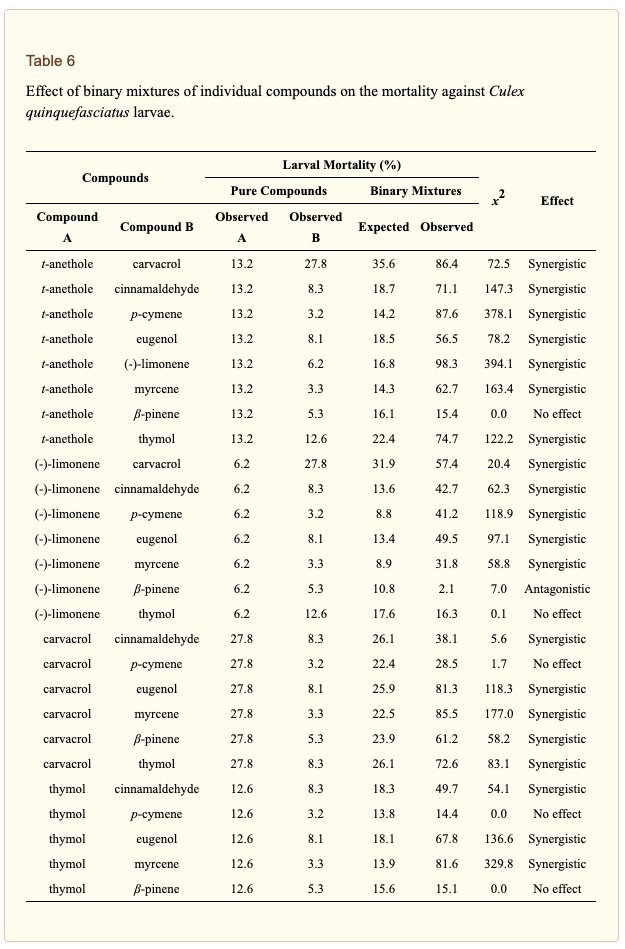 Table 6
Effect of binary mixtures of individual compounds on the mortality against Culex
quinquefasciatus larvae.
Compounds Larval Mortality (%) x² Effect
Pure Compounds Binary Mixtures
Compound A Compound B Observed A Observed B Expected Observed
t-anethole carvacrol 13.2 27.8 35.6 86.4 72.5 Synergistic
t-anethole cinnamaldehyde 13.2 8.3 18.7 71.1 147.3 Synergistic
t-anethole p-cymene 13.2 3.2 14.2 87.6 378.1 Synergistic
t-anethole eugenol 13.2 8.1 18.5 56.5 78.2 Synergistic
t-anethole (-)-limonene 13.2 6.2 16.8 98.3 394.1 Synergistic
t-anethole myrcene 13.2 3.3 14.3 62.7 163.4 Synergistic
t-anethole β-pinene 13.2 5.3 16.1 15.4 0.0 No effect
t-anethole thymol 13.2 12.6 22.4 74.7 122.2 Synergistic
(-)-limonene carvacrol 6.2 27.8 31.9 57.4 20.4 Synergistic
(-)-limonene cinnamaldehyde 6.2 8.3 13.6 42.7 62.3 Synergistic
(-)-limonene p-cymene 6.2 3.2 8.8 41.2 118.9 Synergistic
(-)-limonene eugenol 6.2 8.1 13.4 49.5 97.1 Synergistic
(-)-limonene myrcene 6.2 3.3 8.9 31.8 58.8 Synergistic
(-)-limonene β-pinene 6.2 5.3 10.8 2.1 7.0 Antagonistic
(-)-limonene thymol 6.2 12.6 17.6 16.3 0.1 No effect
carvacrol cinnamaldehyde 27.8 8.3 26.1 38.1 5.6 Synergistic
carvacrol p-cymene 27.8 3.2 22.4 28.5 1.7 No effect
carvacrol eugenol 27.8 8.1 25.9 81.3 118.3 Synergistic
carvacrol myrcene 27.8 3.3 22.5 85.5 177.0 Synergistic
carvacrol β-pinene 27.8 5.3 23.9 61.2 58.2 Synergistic
carvacrol thymol 27.8 8.3 26.1 72.6 83.1 Synergistic
thymol cinnamaldehyde 12.6 8.3 18.3 49.7 54.1 Synergistic
thymol p-cymene 12.6 3.2 13.8 14.4 0.0 No effect
thymol eugenol 12.6 8.1 18.1 67.8 136.6 Synergistic
thymol myrcene 12.6 3.3 13.9 81.6 329.8 Synergistic
thymol β-pinene 12.6 5.3 15.6 15.1 0.0 No effect